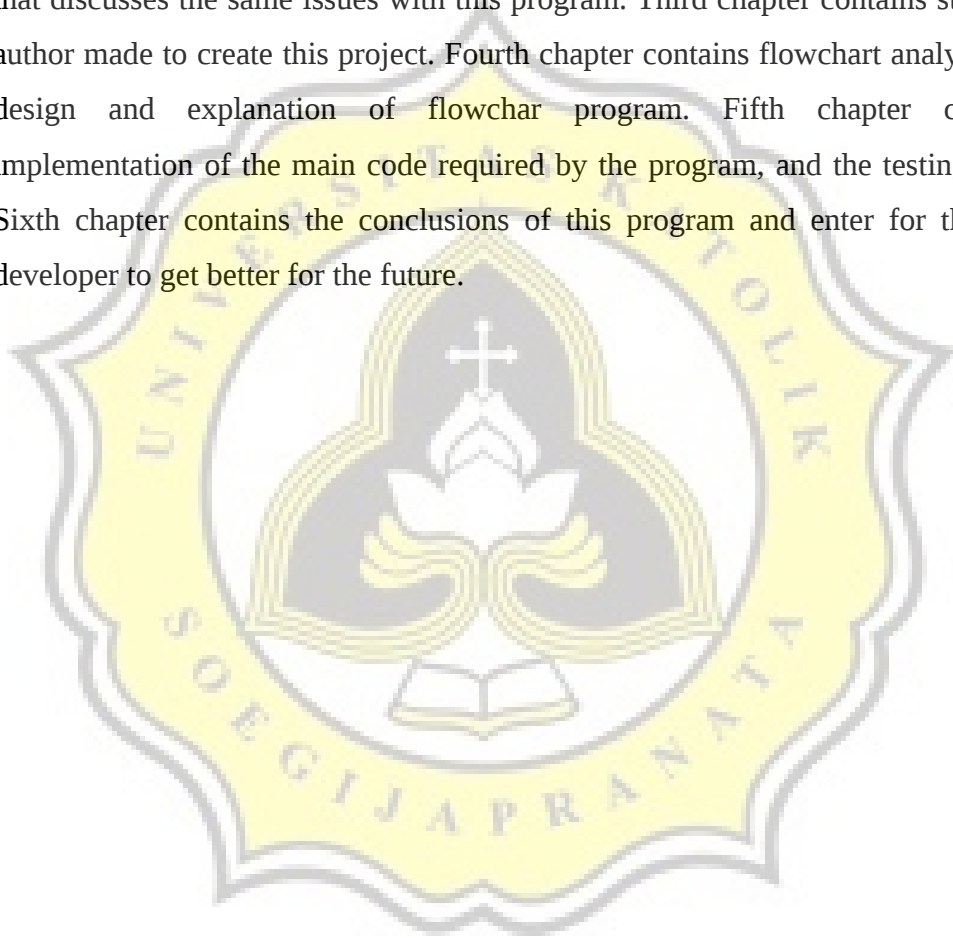 that discusses the same issues with this program. Third chapter contains
author made to create this project. Fourth chapter contains flowchart
design and explanation of flowchar program. Fifth chapter
implementation of the main code required by the program, and the
Sixth chapter contains the conclusions of this program and enter for
developer to get better for the future.
UNIVERSITAS KATOLIK
SOEGIJAPRANATA